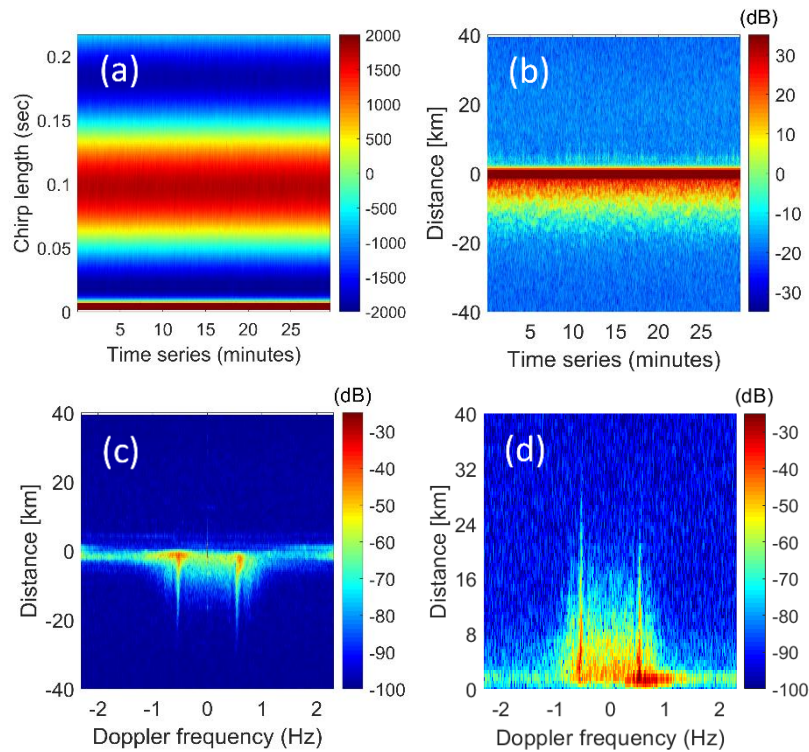 (dB)
(a)
Chirp length (sec)
0.2
0.15
0.1
0.05
0
5 10 15 20 25
Time series (minutes)
2000
1500
1000
500
0
-500
-1000
-1500
-2000
(b)
Distance [km]
40
20
0
-20
-40
5 10 15 20 25
Time series (minutes)
30
20
10
0
-10
-20
-30
(dB)
(c)
Distance [km]
40
20
0
-20
-40
-2 -1 0 1 2
Doppler frequency (Hz)
-30
-40
-50
-60
-70
-80
-90
-100
(dB)
(d)
Distance [km]
40
32
24
16
8
0
-2 -1 0 1 2
Doppler frequency (Hz)
-30
-40
-50
-60
-70
-80
-90
-100